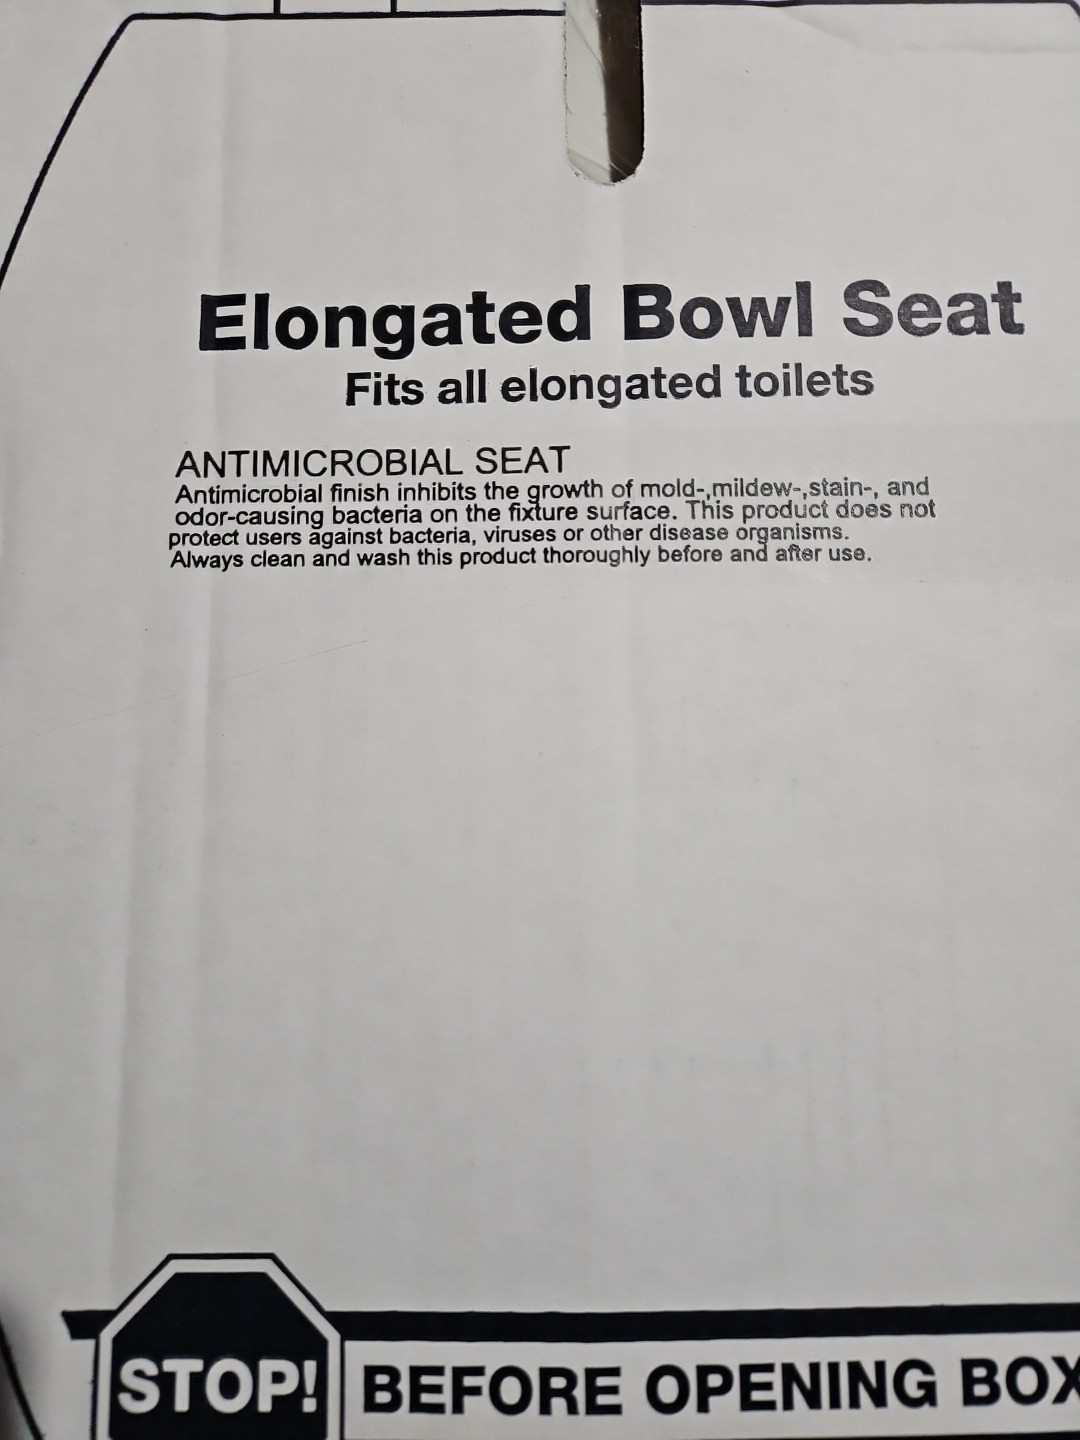 Elongated Bowl Seat
Fits all elongated toilets
ANTIMICROBIAL SEAT
Antimicrobial finish inhibits the growth of mold-,mildew-,stain-, and
odor-causing bacteria on the fixture surface. This product does not
protect users against bacteria, viruses or other disease organisms.
Always clean and wash this product thoroughly before and after use.
STOP! BEFORE OPENING BOX